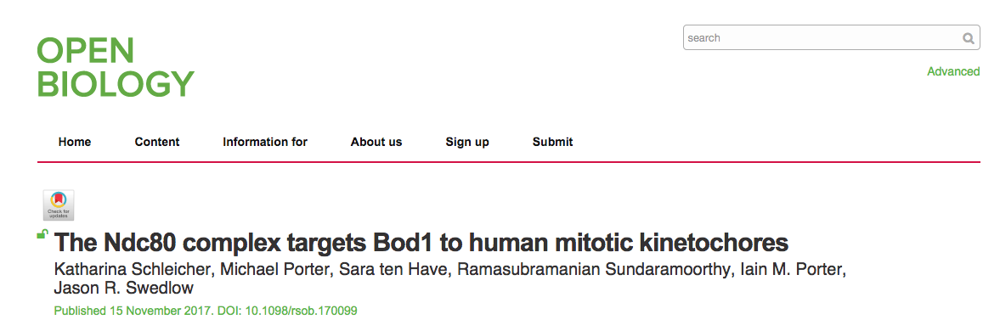 OPEN
BIOLOGY
search
Advanced
Home Content Information for About us Sign up Submit
Check for
updates
The Ndc80 complex targets Bod1 to human mitotic kinetochores
Katharina Schleicher, Michael Porter, Sara ten Have, Ramasubramanian Sundaramoorthy, Iain M. Porter,
Jason R. Swedlow
Published 15 November 2017. DOI: 10.1098/rsob.170099